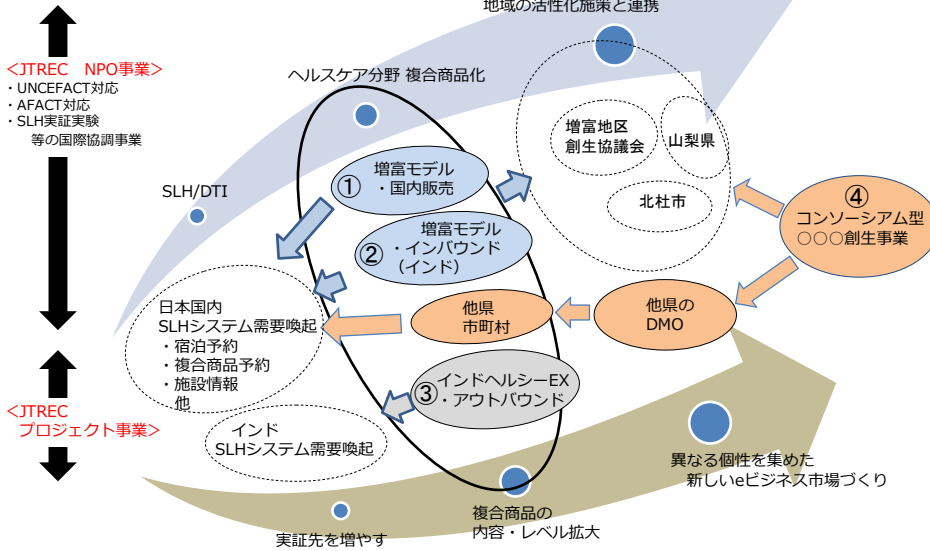 地域の活性化施策と連携
<JTREC　NPO事業>
・UNCEFACT対応
・AFACT対応
・SLH実証実験
等の国際協調事業
ヘルスケア分野 複合商品化
SLH/DTI
①
増富モデル
・国内販売
②
増富モデル
・インバウンド
（インド）
増富地区
創生協議会
山梨県
北杜市
④
コンソーシアム型
○○○創生事業
他県
市町村
他県の
DMO
日本国内
SLHシステム需要喚起
・宿泊予約
・複合商品予約
・施設情報
他
③
インドヘルシーEX
・アウトバウンド
<JTREC
プロジェクト事業>
インド
SLHシステム需要喚起
異なる個性を集めた
新しいeビジネス市場づくり
複合商品の
内容・レベル拡大
実証先を増やす